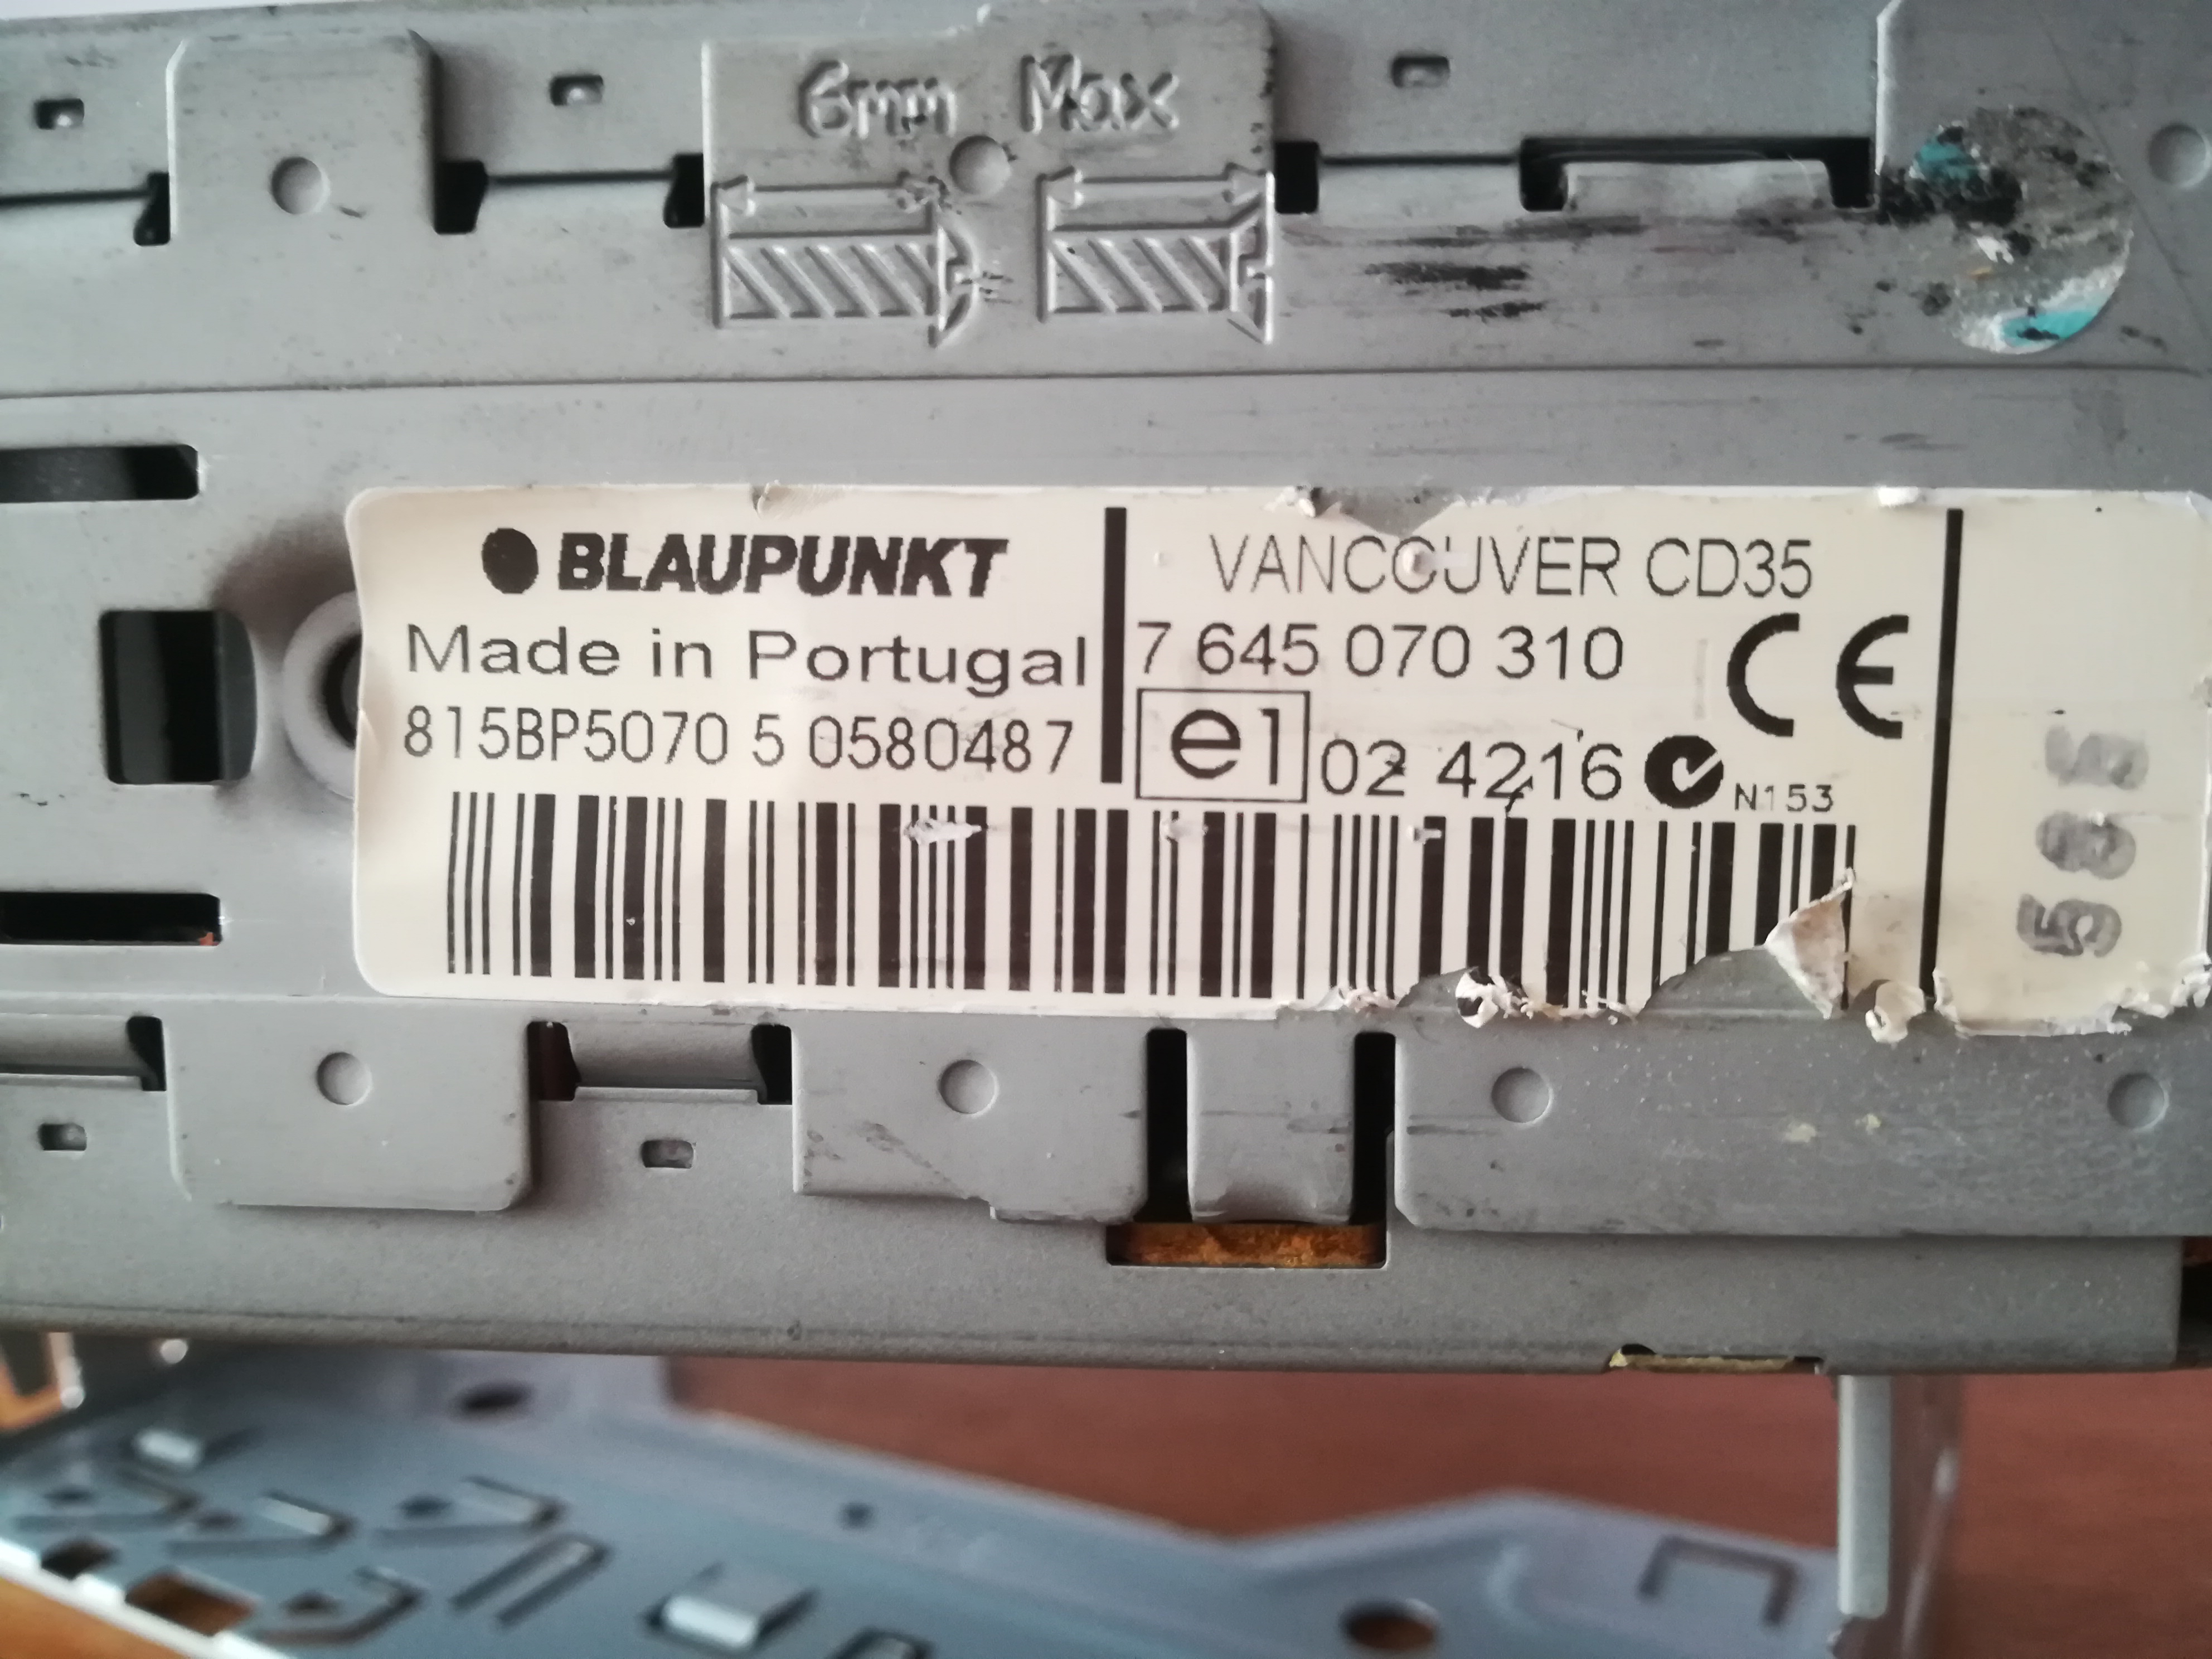 6mm Max
BLAUPUNKT
Made in Portugal
815BP5070 5 0580487
VANCOUVER CD35
7 645 070 310
CE
e1 02 4216 N153